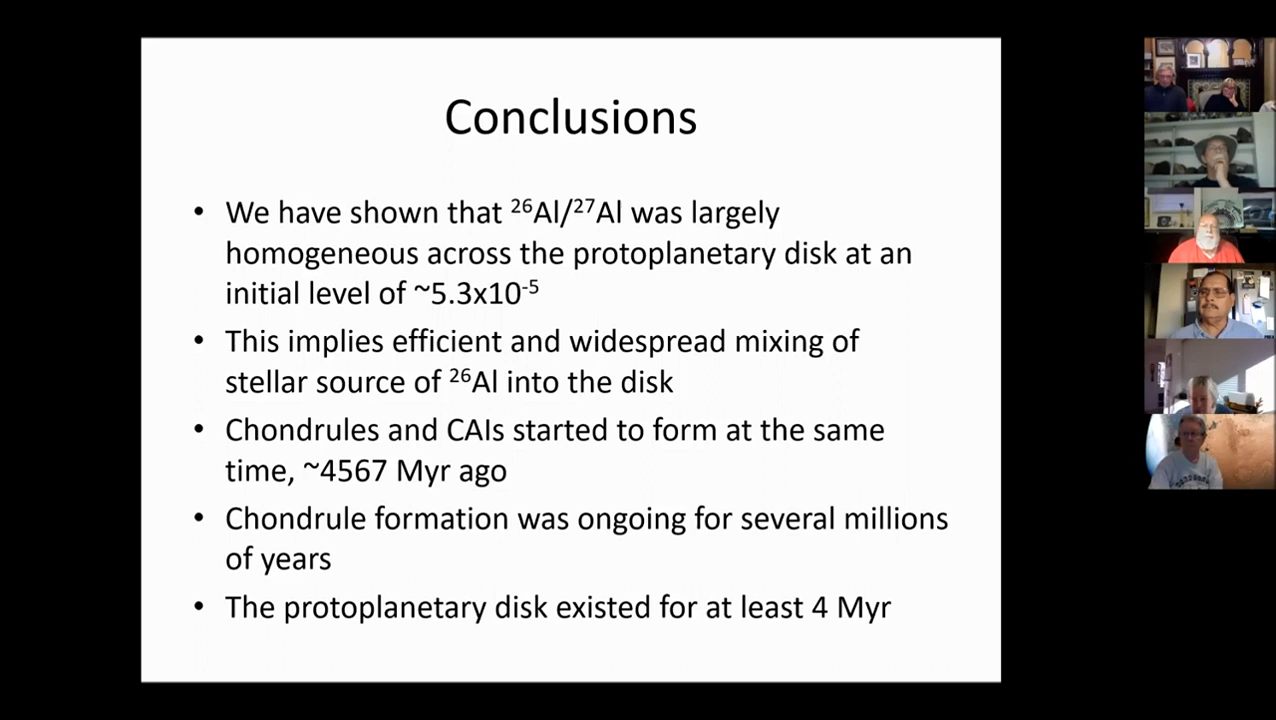 Conclusions
• We have shown that ²⁶Al/²⁷Al was largely
homogeneous across the protoplanetary disk at an
initial level of ~5.3x10⁻⁵
• This implies efficient and widespread mixing of
stellar source of ²⁶Al into the disk
• Chondrules and CAIs started to form at the same
time, ~4567 Myr ago
• Chondrule formation was ongoing for several millions
of years
• The protoplanetary disk existed for at least 4 Myr